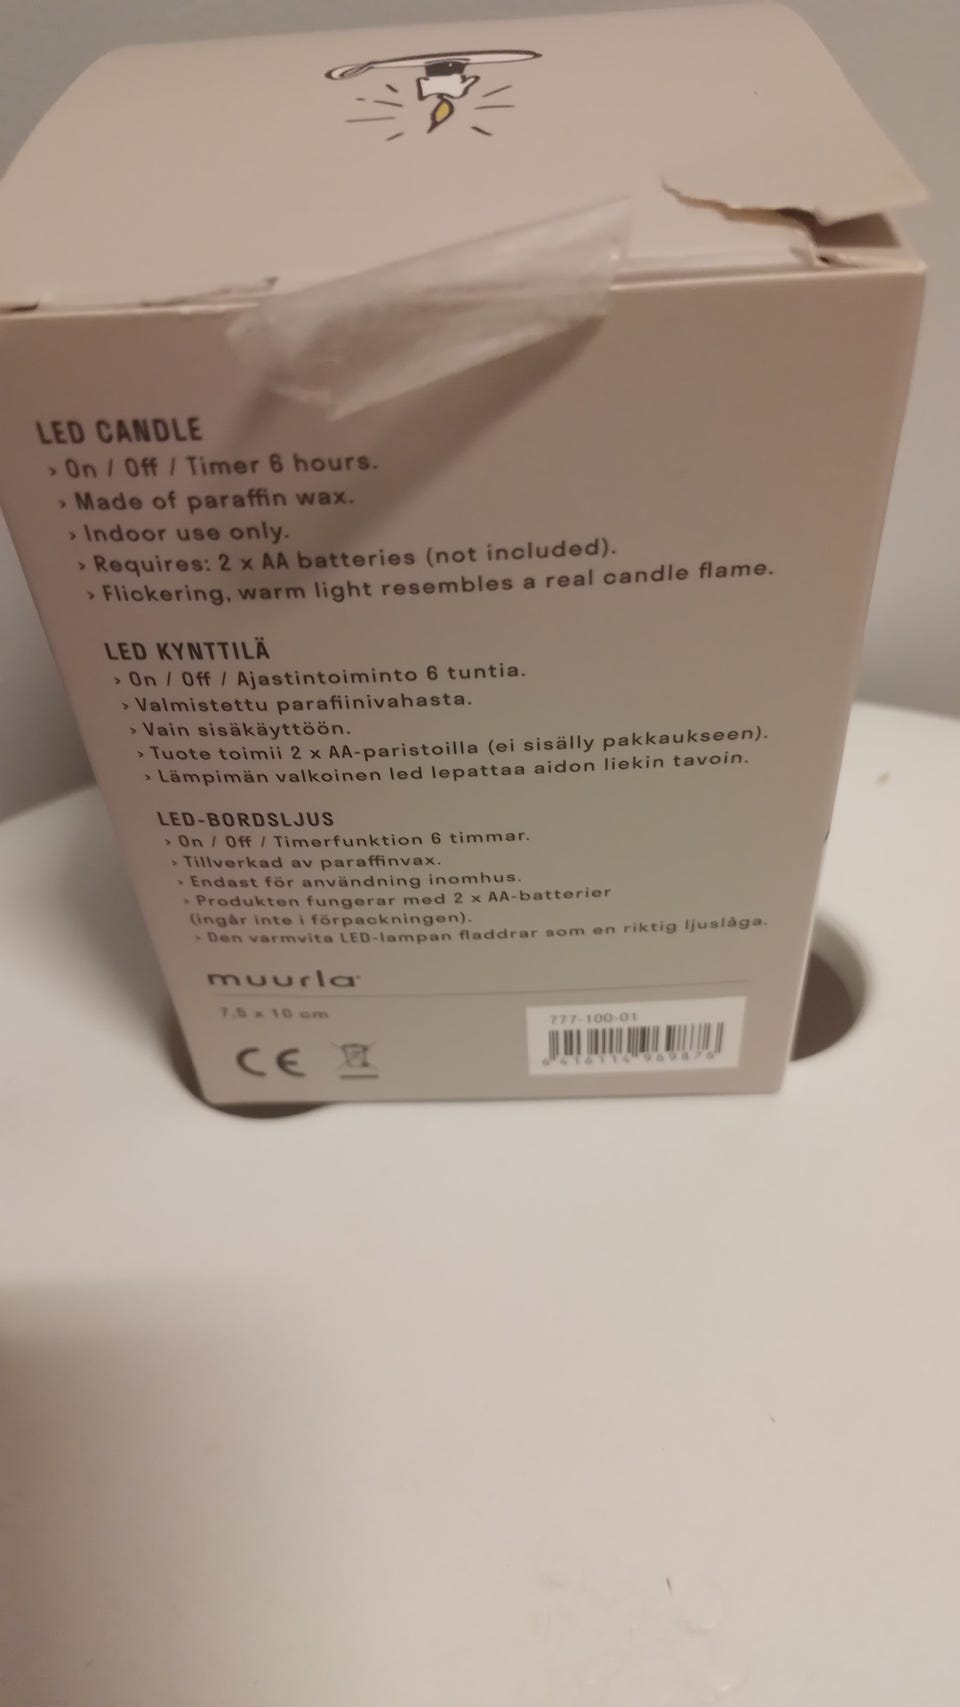 LED CANDLE
› On / Off / Timer 6 hours.
› Made of paraffin wax.
› Indoor use only.
› Requires: 2 x AA batteries (not included).
› Flickering, warm light resembles a real candle flame.
LED KYNTTILÄ
› On / Off / Ajastintoiminto 6 tuntia.
› Valmistettu parafiinivahasta.
› Vain sisäkäyttöön.
› Tuote toimii 2 x AA-paristoilla (ei sisälly pakkaukseen).
› Lämpimän valkoinen led lepattaa aidon liekin tavoin.
LED-BORDSLJUS
› On / Off / Timerfunktion 6 timmar.
› Tillverkad av paraffinvax.
› Endast för användning inomhus.
› Produkten fungerar med 2 x AA-batterier
(ingår inte i förpackningen).
› Den varmvita LED-lampan fladdrar som en riktig ljuslåga.
muurla
7,5 x 10 cm
CE
777-100-01